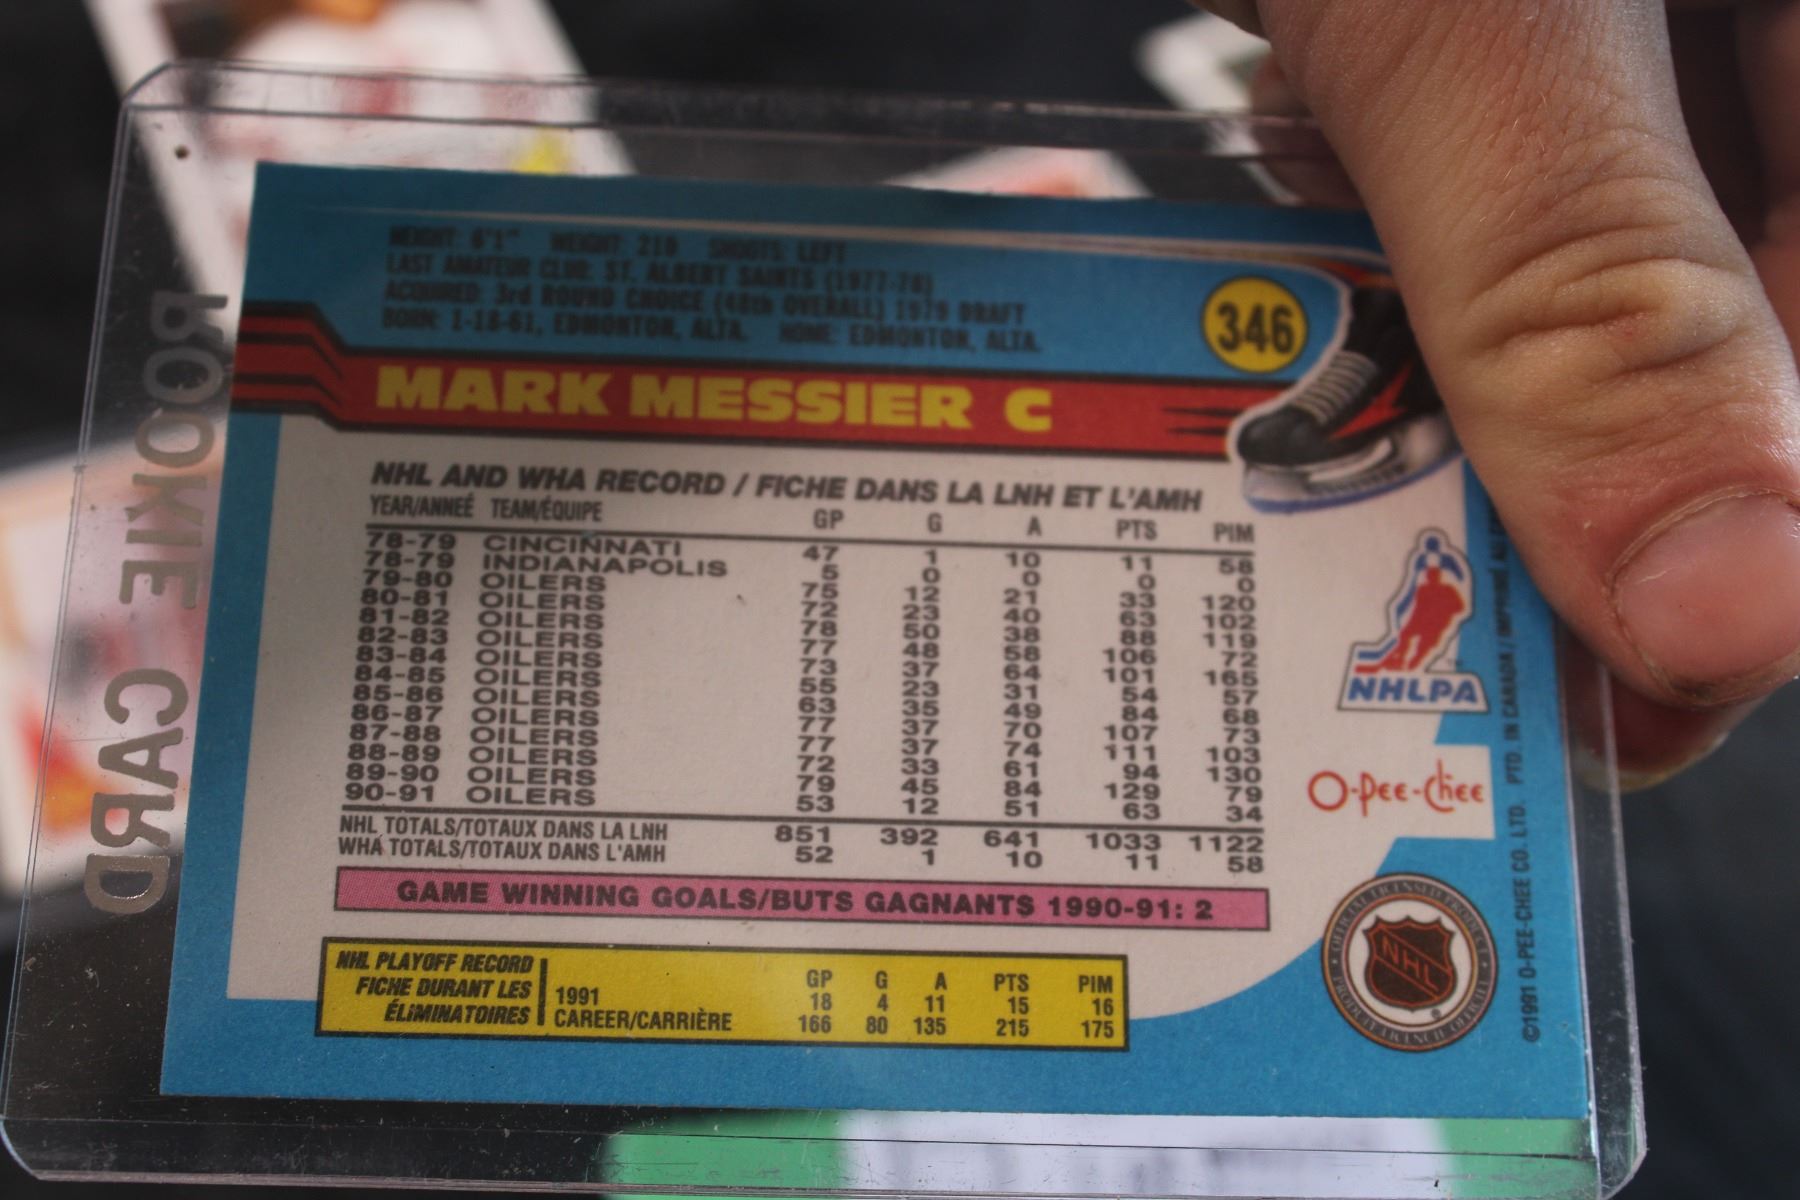 HEIGHT: 6'1" WEIGHT: 210 SHOOTS: LEFT
LAST AMATEUR CLUB: ST. ALBERT SAINTS (1977-78)
ACQUIRED: 3rd ROUND CHOICE (48th OVERALL) 1979 DRAFT
BORN: 1-18-61, EDMONTON, ALTA. HOME: EDMONTON, ALTA.
346
MARK MESSIER C
NHL AND WHA RECORD / FICHE DANS LA LNH ET L'AMH
YEAR/ANNEÉ TEAM/ÉQUIPE GP G A PTS PIM
78-79 CINCINNATI 47 1 10 11 58
78-79 INDIANAPOLIS 5 0 0 0 0
79-80 OILERS 75 12 21 33 120
80-81 OILERS 72 23 40 63 102
81-82 OILERS 78 50 38 88 119
82-83 OILERS 77 48 58 106 72
83-84 OILERS 73 37 64 101 165
84-85 OILERS 55 23 31 54 57
85-86 OILERS 63 35 49 84 68
86-87 OILERS 77 37 70 107 73
87-88 OILERS 77 37 74 111 103
88-89 OILERS 72 33 61 94 130
89-90 OILERS 79 45 84 129 79
90-91 OILERS 53 12 51 63 34
NHL TOTALS/TOTAUX DANS LA LNH 851 392 641 1033 1122
WHA TOTALS/TOTAUX DANS L'AMH 52 1 10 11 58
GAME WINNING GOALS/BUTS GAGNANTS 1990-91: 2
NHL PLAYOFF RECORD
FICHE DURANT LES
ÉLIMINATOIRES
GP G A PTS PIM
1991 18 4 11 15 16
CAREER/CARRIÈRE 166 80 135 215 175
NHLPA
O-Pee-Chee
OFFICIAL LICENSED PRODUCT
NHL
PRODUIT LICENCIÉ OFFICIEL
©1991 O-PEE-CHEE CO. LTD. PTD. IN CANADA / IMPRIMÉ AU
ROOKIE CARD